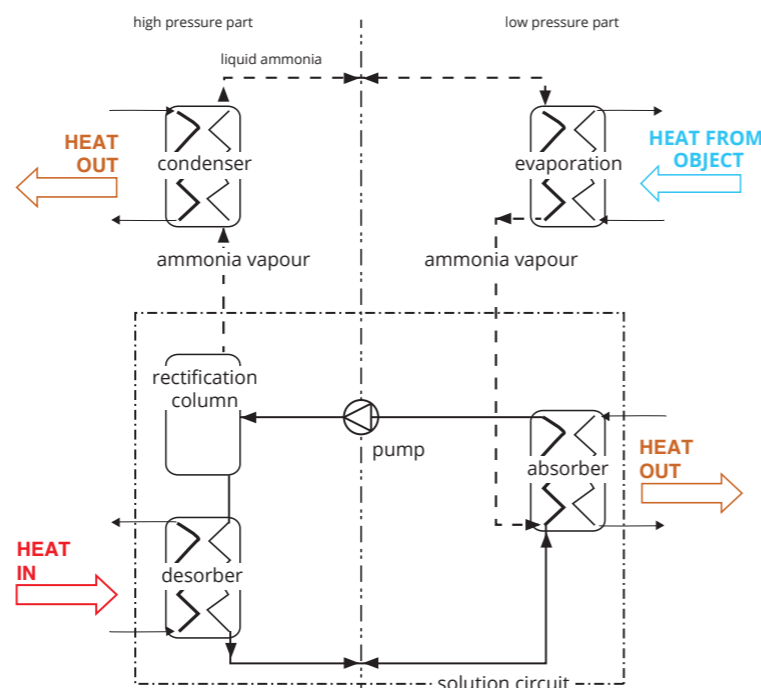 high pressure part
low pressure part
liquid ammonia
HEAT
OUT
condenser
evaporation
HEAT FROM
OBJECT
ammonia vapour
ammonia vapour
rectification
column
pump
absorber
HEAT
OUT
HEAT
IN
desorber
solution circuit